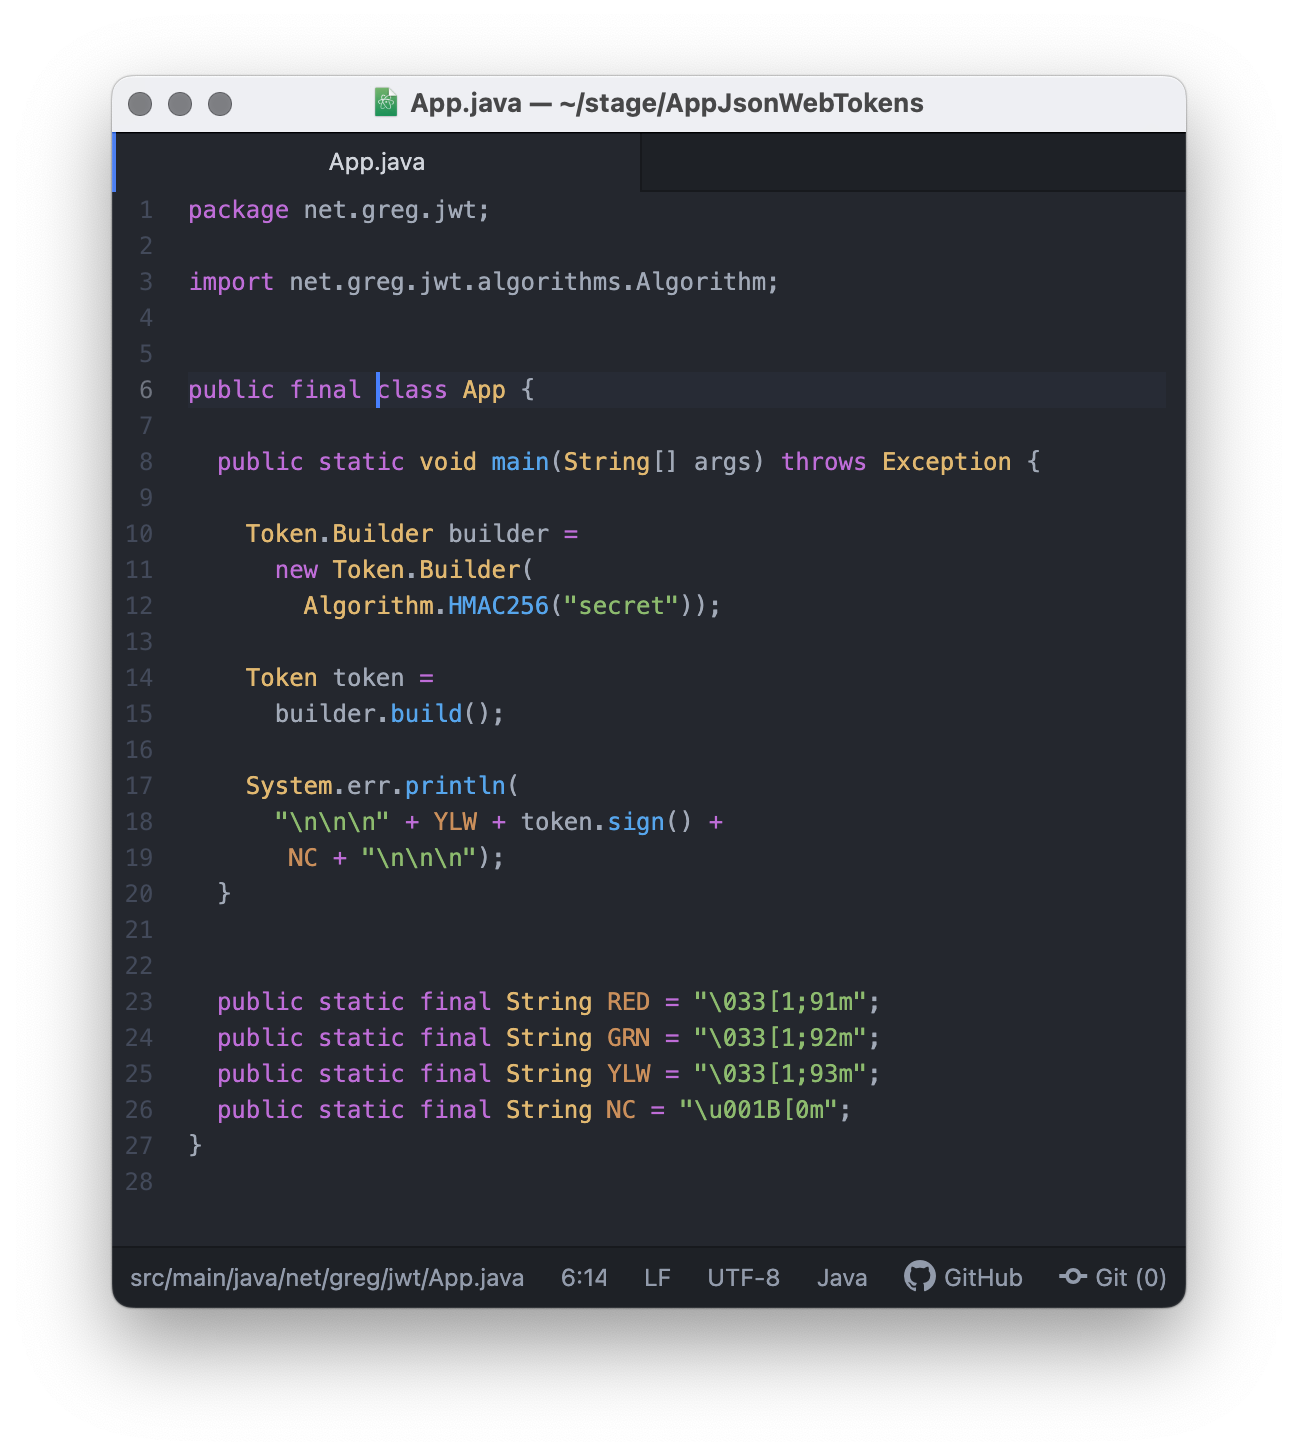 App.java — ~/stage/AppJsonWebTokens
App.java
1 package net.greg.jwt;
2
3 import net.greg.jwt.algorithms.Algorithm;
4
5
6 public final class App {
7
8   public static void main(String[] args) throws Exception {
9
10     Token.Builder builder =
11       new Token.Builder(
12         Algorithm.HMAC256("secret"));
13
14     Token token =
15       builder.build();
16
17     System.err.println(
18       "\n\n\n" + YLW + token.sign() +
19        NC + "\n\n\n");
20   }
21
22
23   public static final String RED = "\033[1;91m";
24   public static final String GRN = "\033[1;92m";
25   public static final String YLW = "\033[1;93m";
26   public static final String NC = "\u001B[0m";
27 }
28
src/main/java/net/greg/jwt/App.java 6:14 LF UTF-8 Java GitHub Git (0)